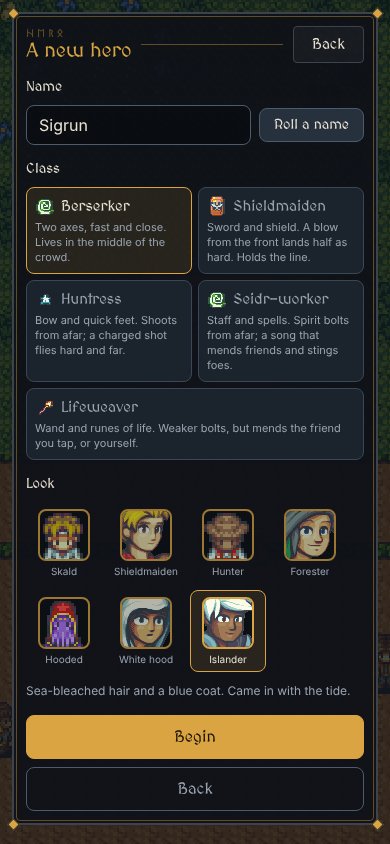 ᚺᛖᚱᛟ
A new hero
Back
Name
Sigrun
Roll a name
Class
Berserker
Two axes, fast and close.
Lives in the middle of the
crowd.
Shieldmaiden
Sword and shield. A blow
from the front lands half as
hard. Holds the line.
Huntress
Bow and quick feet. Shoots
from afar; a charged shot
flies hard and far.
Seidr-worker
Staff and spells. Spirit bolts
from afar; a song that
mends friends and stings
foes.
Lifeweaver
Wand and runes of life. Weaker bolts, but mends the friend
you tap, or yourself.
Look
Skald
Shieldmaiden
Hunter
Forester
Hooded
White hood
Islander
Sea-bleached hair and a blue coat. Came in with the tide.
Begin
Back